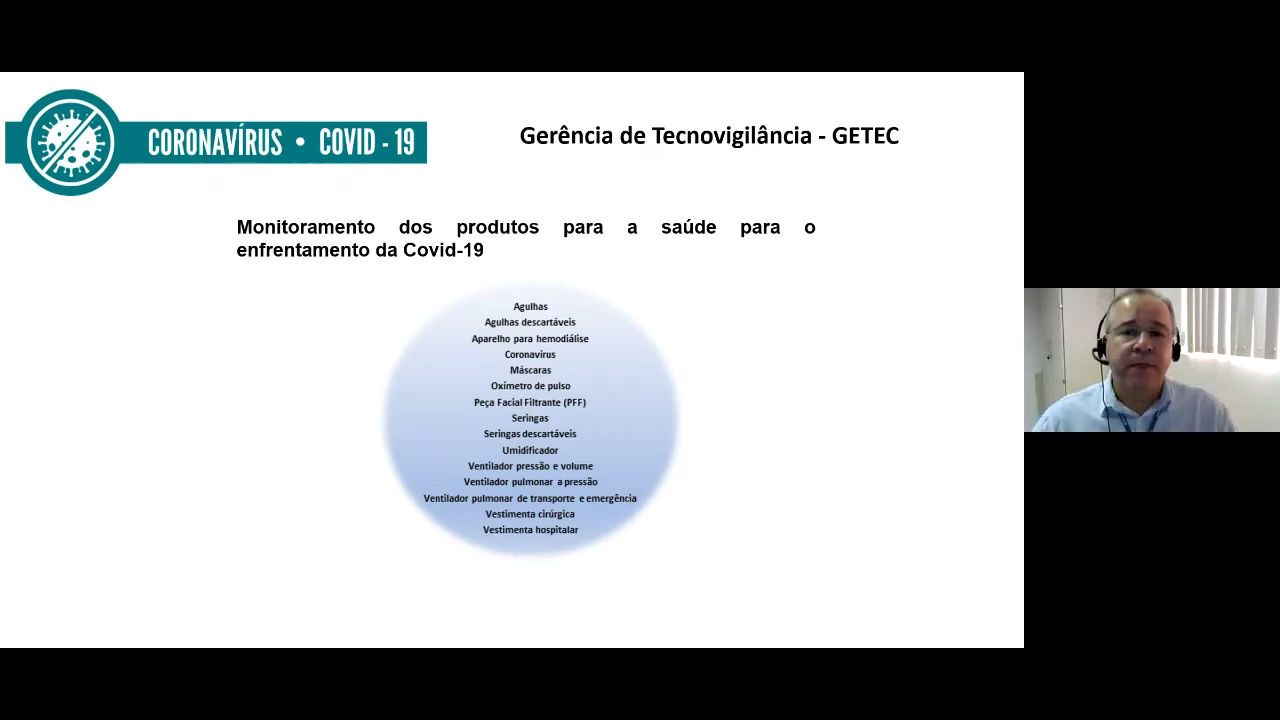 CORONAVÍRUS • COVID - 19
Gerência de Tecnovigilância - GETEC
Monitoramento dos produtos para a saúde para o
enfrentamento da Covid-19
Agulhas
Agulhas descartáveis
Aparelho para hemodiálise
Coronavírus
Máscaras
Oxímetro de pulso
Peça Facial Filtrante (PFF)
Seringas
Seringas descartáveis
Umidificador
Ventilador pressão e volume
Ventilador pulmonar a pressão
Ventilador pulmonar de transporte e emergência
Vestimenta cirúrgica
Vestimenta hospitalar